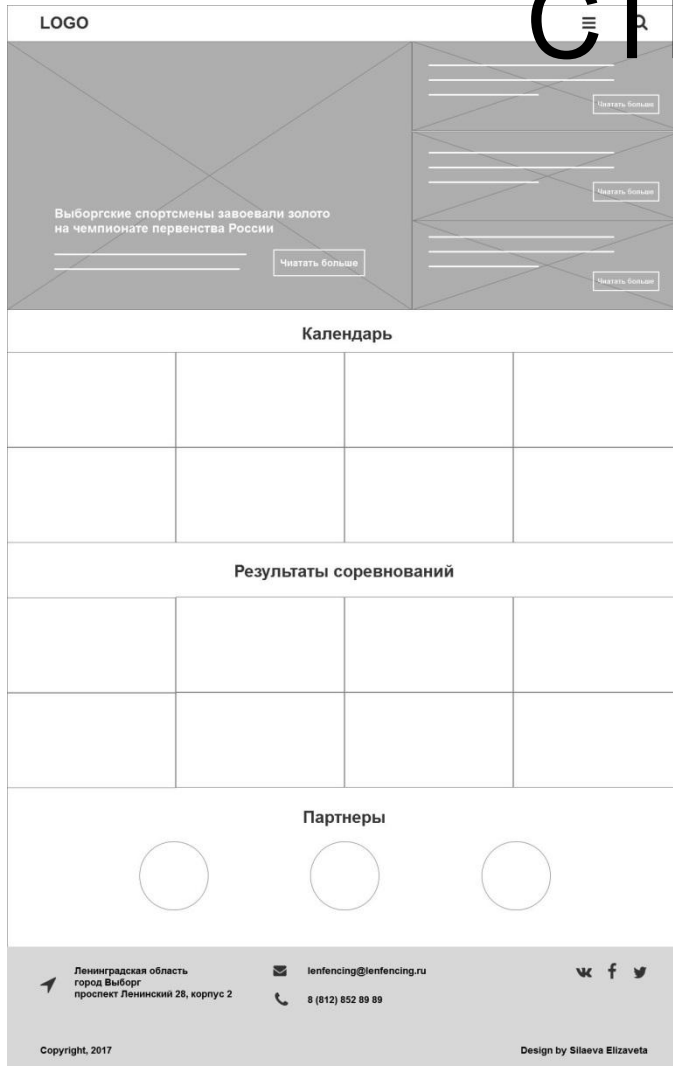 LOGO
Чиатать больше
Чиатать больше
Выборгские спортсмены завоевали золото
на чемпионате первенства России
Чиатать больше
Чиатать больше
Календарь
Результаты соревнований
Партнеры
Ленинградская область
город Выборг
проспект Ленинский 28, корпус 2
lenfencing@lenfencing.ru
8 (812) 852 89 89
Copyright, 2017
Design by Silaeva Elizaveta